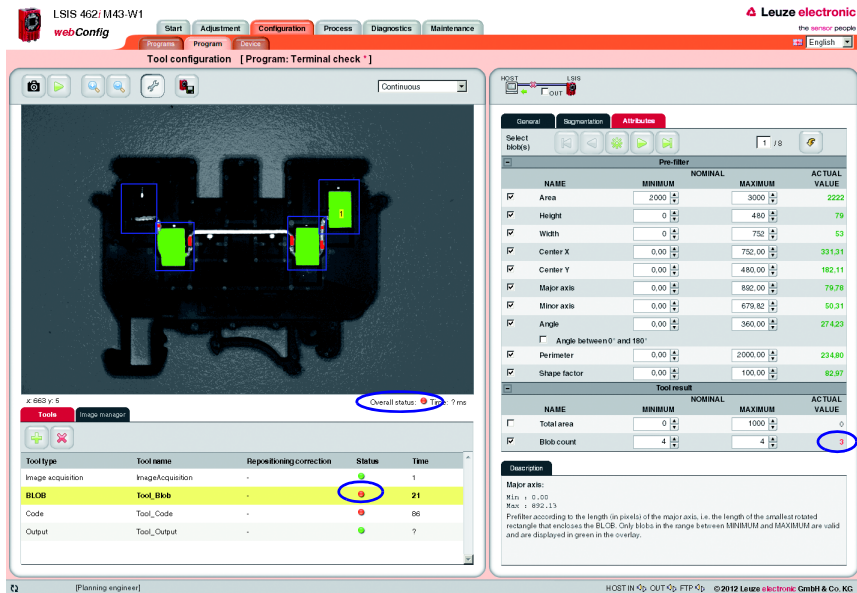 LSIS 462i M43-W1
webConfig
Start Adjustment Configuration Process Diagnostics Maintenance
Leuze electronic
the sensor people
Programs Program Device
English
Tool configuration [ Program: Terminal check * ]
Continuous
1
x: 663 y: 5
Overall status: Time: ? ms
Tools Image manager
Tool type Tool name Repositioning correction Status Time
Image acquisition ImageAcquisition - 1
BLOB Tool_Blob - 21
Code Tool_Code - 86
Output Tool_Output - ?
HOST LSIS
OUT
General Segmentation Attributes
Select blob(s)
1 / 8
Pre-filter
NOMINAL ACTUAL
NAME MINIMUM MAXIMUM VALUE
Area 2000 3000 2222
Height 0 480 79
Width 0 752 53
Center X 0,00 752,00 331,31
Center Y 0,00 480,00 182,11
Major axis 0,00 892,00 79,76
Minor axis 0,00 679,82 50,31
Angle 0,00 360,00 274,23
Angle between 0° and 180°
Perimeter 0,00 2000,00 234,80
Shape factor 0,00 100,00 82,97
Tool result
NOMINAL ACTUAL
NAME MINIMUM MAXIMUM VALUE
Total area 0 1000 0
Blob count 4 4 3
Description
Major axis:
Min : 0.00
Max : 892.13
Prefilter according to the length (in pixels) of the major axis, i.e. the length of the smallest rotated
rectangle that encloses the BLOB. Only blobs in the range between MINIMUM and MAXIMUM are valid
and are displayed in green in the overlay.
[Planning engineer]
HOST IN OUT FTP © 2012 Leuze electronic GmbH & Co. KG